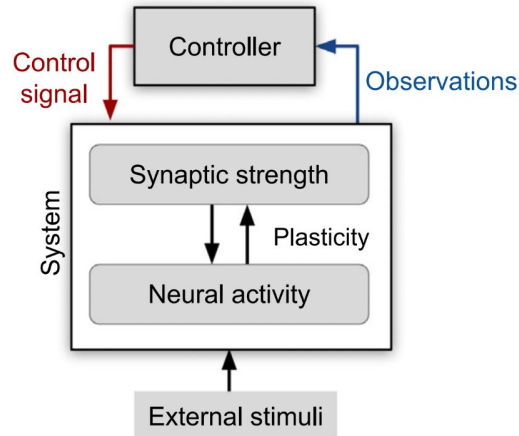 Controller
Control
signal
Observations
System
Synaptic strength
Plasticity
Neural activity
External stimuli